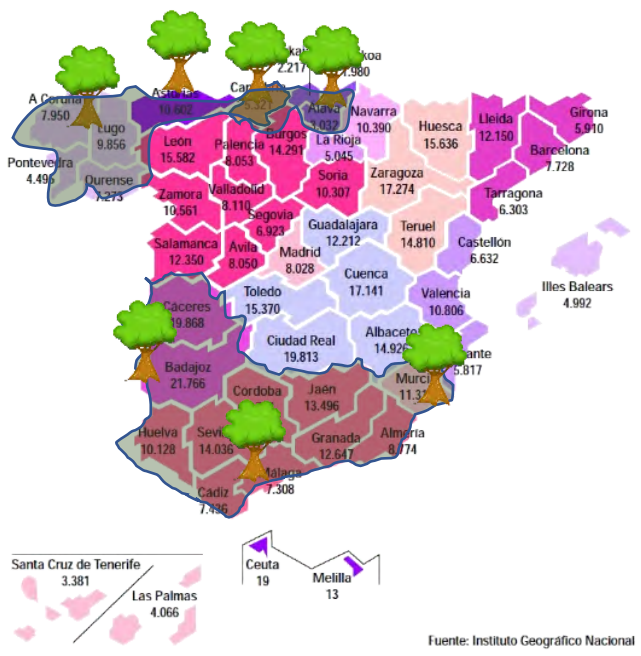 A Coruña
7.950
Lugo
9.856
Pontevedra
4.495
Ourense
7.273
Asturias
10.602
5.321
2.217
1.980
Álava
3.032
Navarra
10.390
La Rioja
5.045
León
15.582
Palencia
8.053
Burgos
14.291
Soria
10.307
Zamora
10.561
Valladolid
8.110
Segovia
6.923
Salamanca
12.350
Ávila
8.050
Madrid
8.028
Huesca
15.636
Zaragoza
17.274
Teruel
14.810
Lleida
12.150
Girona
5.910
Barcelona
7.728
Tarragona
6.303
Guadalajara
12.212
Cuenca
17.141
Toledo
15.370
Ciudad Real
19.813
Albacete
14.926
Castellón
6.632
Valencia
10.806
5.817
Illes Balears
4.992
Cáceres
19.868
Badajoz
21.766
Huelva
10.128
14.036
Cordoba
Jaén
13.496
Granada
12.647
Almería
8.774
Málaga
7.308
Cádiz
7.436
Ceuta
19
Melilla
13
Santa Cruz de Tenerife
3.381
Las Palmas
4.066
Fuente: Instituto Geográfico Nacional